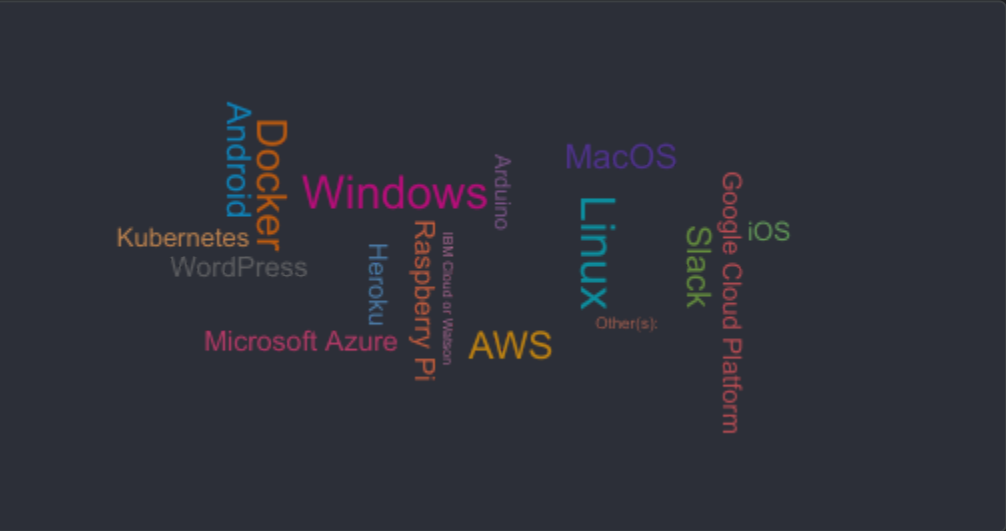 Android
Docker
Windows
Arduino
MacOS
Kubernetes
WordPress
Heroku
Raspberry Pi
IBM Cloud or Watson
Linux
Slack
Google Cloud Platform
iOS
Other(s):
Microsoft Azure
AWS